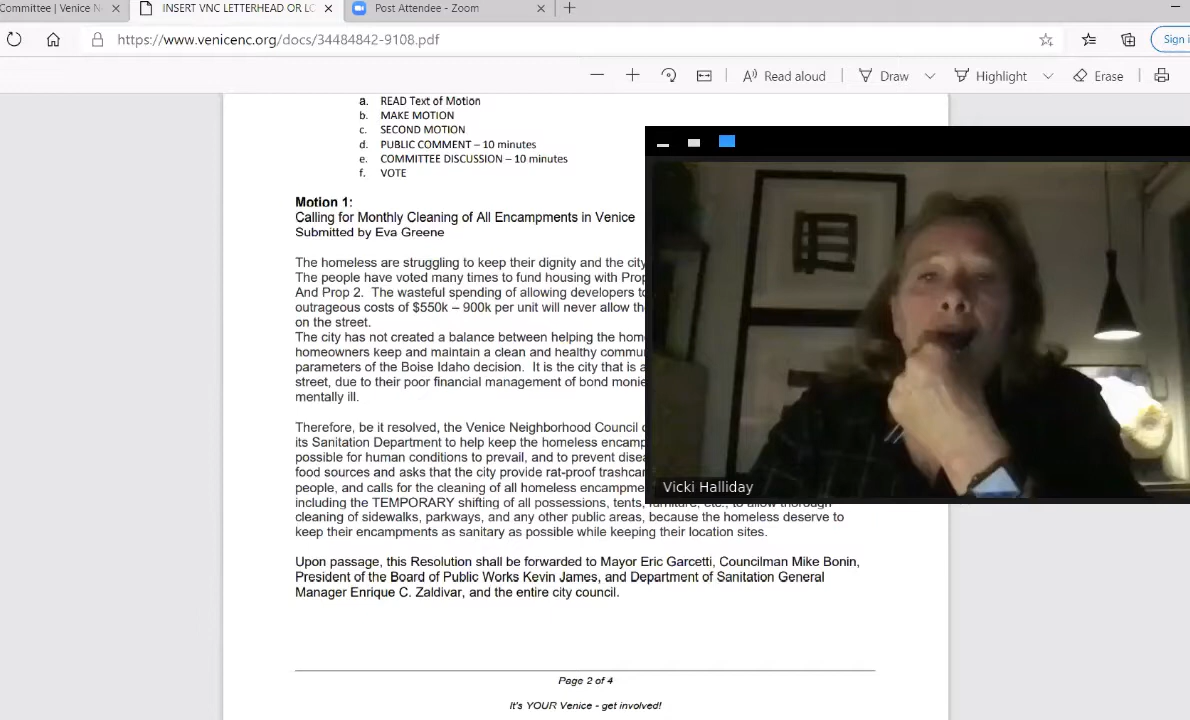 Committee | Venice N
INSERT VNC LETTERHEAD OR LC
Post Attendee - Zoom
https://www.venicenc.org/docs/34484842-9108.pdf
Sign i
Read aloud
Draw
Highlight
Erase
a. READ Text of Motion
b. MAKE MOTION
c. SECOND MOTION
d. PUBLIC COMMENT – 10 minutes
e. COMMITTEE DISCUSSION – 10 minutes
f. VOTE
Motion 1:
Calling for Monthly Cleaning of All Encampments in Venice
Submitted by Eva Greene
The homeless are struggling to keep their dignity and the city
The people have voted many times to fund housing with Prop
And Prop 2. The wasteful spending of allowing developers to
outrageous costs of $550k – 900k per unit will never allow th
on the street.
The city has not created a balance between helping the hom
homeowners keep and maintain a clean and healthy commu
parameters of the Boise Idaho decision. It is the city that is a
street, due to their poor financial management of bond monie
mentally ill.
Therefore, be it resolved, the Venice Neighborhood Council
its Sanitation Department to help keep the homeless encamp
possible for human conditions to prevail, and to prevent disea
food sources and asks that the city provide rat-proof trashcan
people, and calls for the cleaning of all homeless encampme
including the TEMPORARY shifting of all possessions, tents, furniture, etc., to allow thorough
cleaning of sidewalks, parkways, and any other public areas, because the homeless deserve to
keep their encampments as sanitary as possible while keeping their location sites.
Upon passage, this Resolution shall be forwarded to Mayor Eric Garcetti, Councilman Mike Bonin,
President of the Board of Public Works Kevin James, and Department of Sanitation General
Manager Enrique C. Zaldivar, and the entire city council.
Page 2 of 4
It's YOUR Venice - get involved!
Vicki Halliday